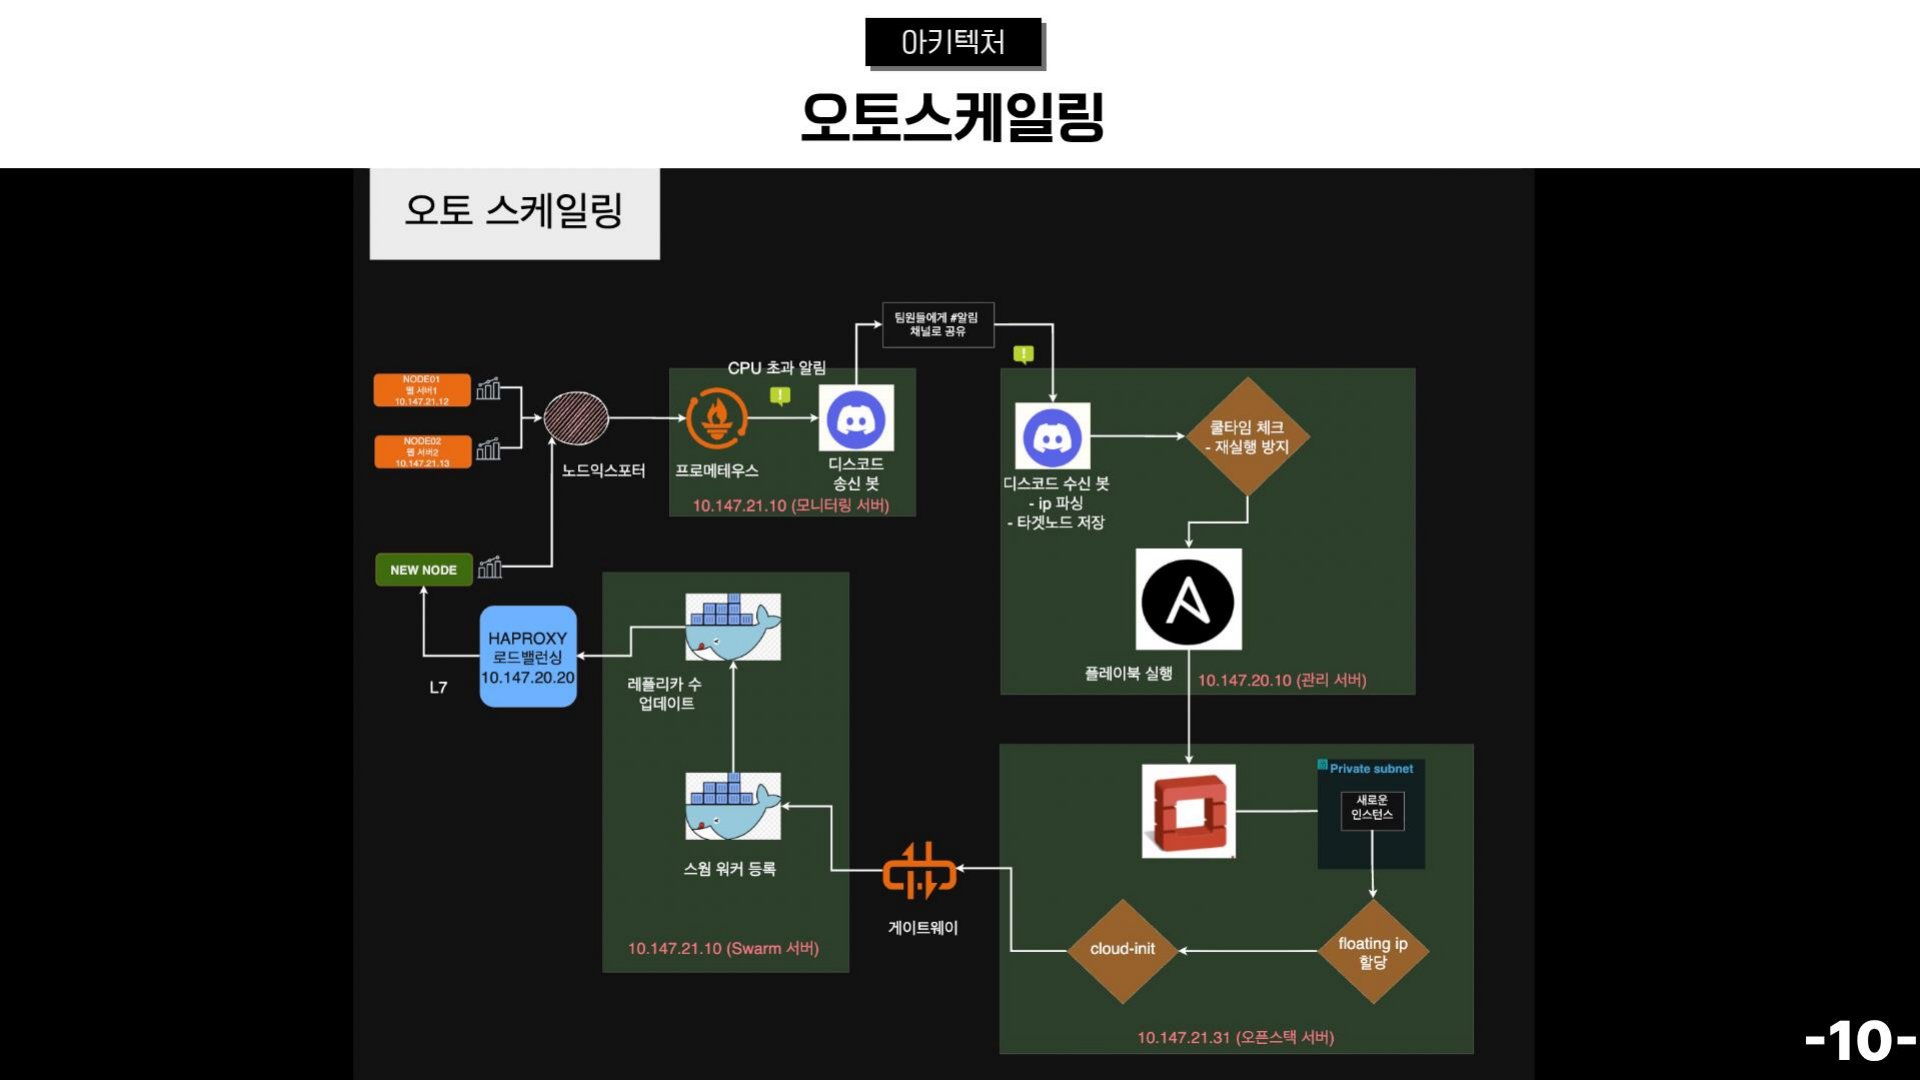 아키텍처
오토스케일링
오토 스케일링
팀원들에게 #알림
채널로 공유
CPU 초과 알림
NODE01
웹 서버1
10.147.21.12
NODE02
웹 서버2
10.147.21.13
노드익스포터
프로메테우스
디스코드
송신 봇
10.147.21.10 (모니터링 서버)
디스코드 수신 봇
- ip 파싱
- 타겟노드 저장
쿨타임 체크
- 재실행 방지
플레이북 실행
10.147.20.10 (관리 서버)
NEW NODE
HAPROXY
로드밸런싱
10.147.20.20
L7
레플리카 수
업데이트
스웜 워커 등록
10.147.21.10 (Swarm 서버)
게이트웨이
Private subnet
새로운
인스턴스
cloud-init
floating ip
할당
10.147.21.31 (오픈스택 서버)
-10-